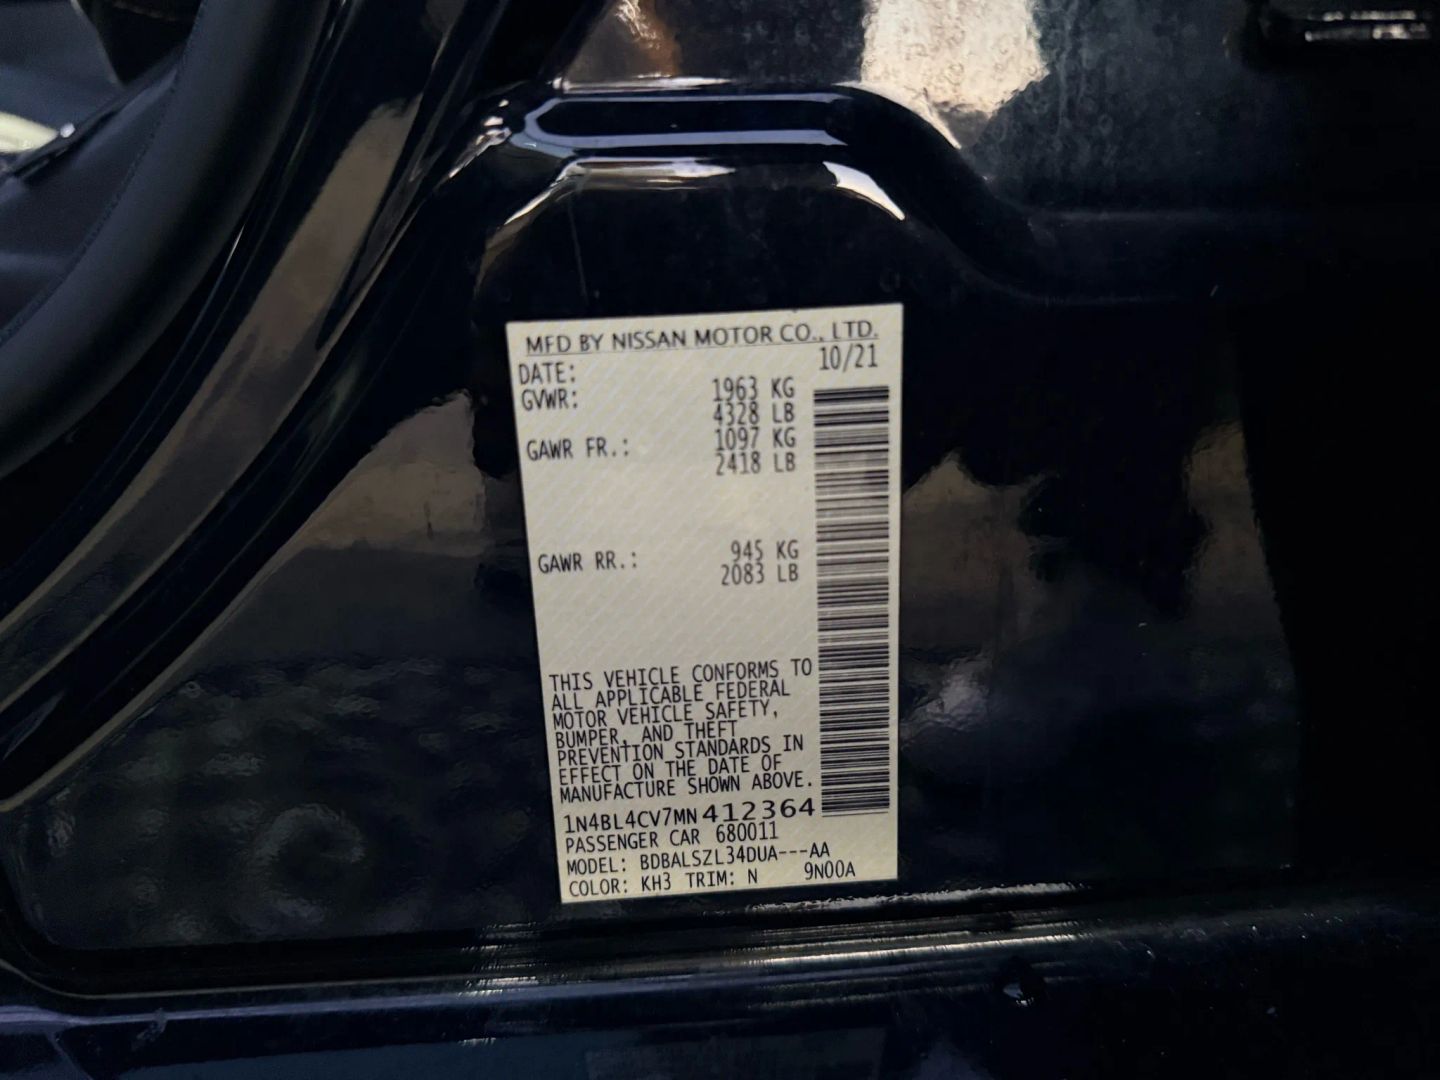 MFD BY NISSAN MOTOR CO., LTD.
DATE: 10/21
GVWR: 1963 KG
4328 LB
GAWR FR.: 1097 KG
2418 LB
GAWR RR.: 945 KG
2083 LB
THIS VEHICLE CONFORMS TO
ALL APPLICABLE FEDERAL
MOTOR VEHICLE SAFETY,
BUMPER, AND THEFT
PREVENTION STANDARDS IN
EFFECT ON THE DATE OF
MANUFACTURE SHOWN ABOVE.
1N4BL4CV7MN412364
PASSENGER CAR 680011
MODEL: BDBALSZL34DUA---AA
COLOR: KH3 TRIM: N 9N00A